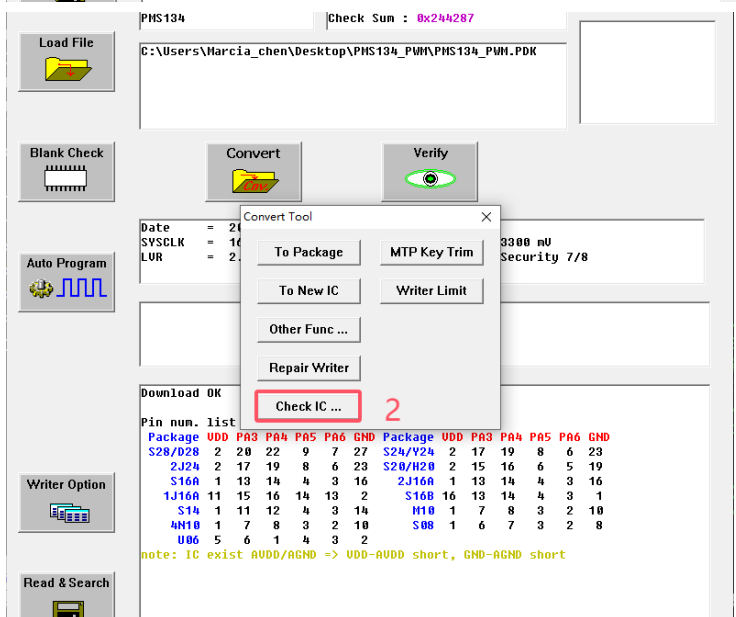 PMS134 Check Sum : 0x244287
Load File
C:\Users\Marcia_chen\Desktop\PMS134_PWM\PMS134_PWM.PDK
Blank Check Convert Verify
Cnv
Convert Tool
Date =
SYSCLK = 3300 mV
LVR = Security 7/8
To Package MTP Key Trim
Auto Program
To New IC Writer Limit
Other Func ...
Repair Writer
Check IC ... 2
Download OK
Pin num. list
Package VDD PA3 PA4 PA5 PA6 GND Package VDD PA3 PA4 PA5 PA6 GND
S28/D28 2 20 22 9 7 27 S24/Y24 2 17 19 8 6 23
2J24 2 17 19 8 6 23 S20/H20 2 15 16 6 5 19
S16A 1 13 14 4 3 16 2J16A 1 13 14 4 3 16
1J16A 11 15 16 14 13 2 S16B 16 13 14 4 3 1
S14 1 11 12 4 3 14 M10 1 7 8 3 2 10
4N10 1 7 8 3 2 10 S08 1 6 7 3 2 8
U06 5 6 1 4 3 2
note: IC exist AVDD/AGND => VDD-AVDD short, GND-AGND short
Writer Option
Read & Search